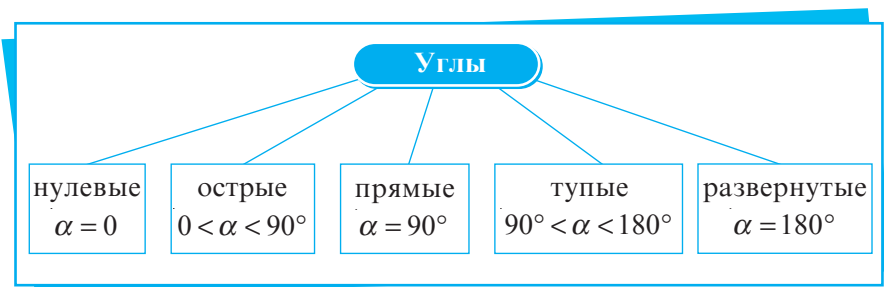 Углы
нулевые
α = 0
острые
0 < α < 90°
прямые
α = 90°
тупые
90° < α < 180°
развернутые
α = 180°